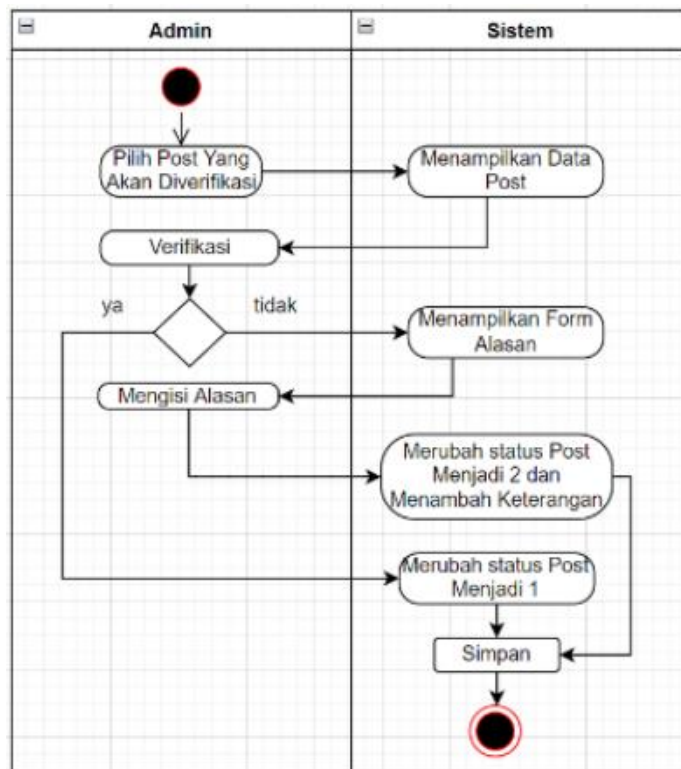 Admin
Sistem
Pilih Post Yang
Akan Diverifikasi
Menampilkan Data
Post
Verifikasi
ya
tidak
Menampilkan Form
Alasan
Mengisi Alasan
Merubah status Post
Menjadi 2 dan
Menambah Keterangan
Merubah status Post
Menjadi 1
Simpan